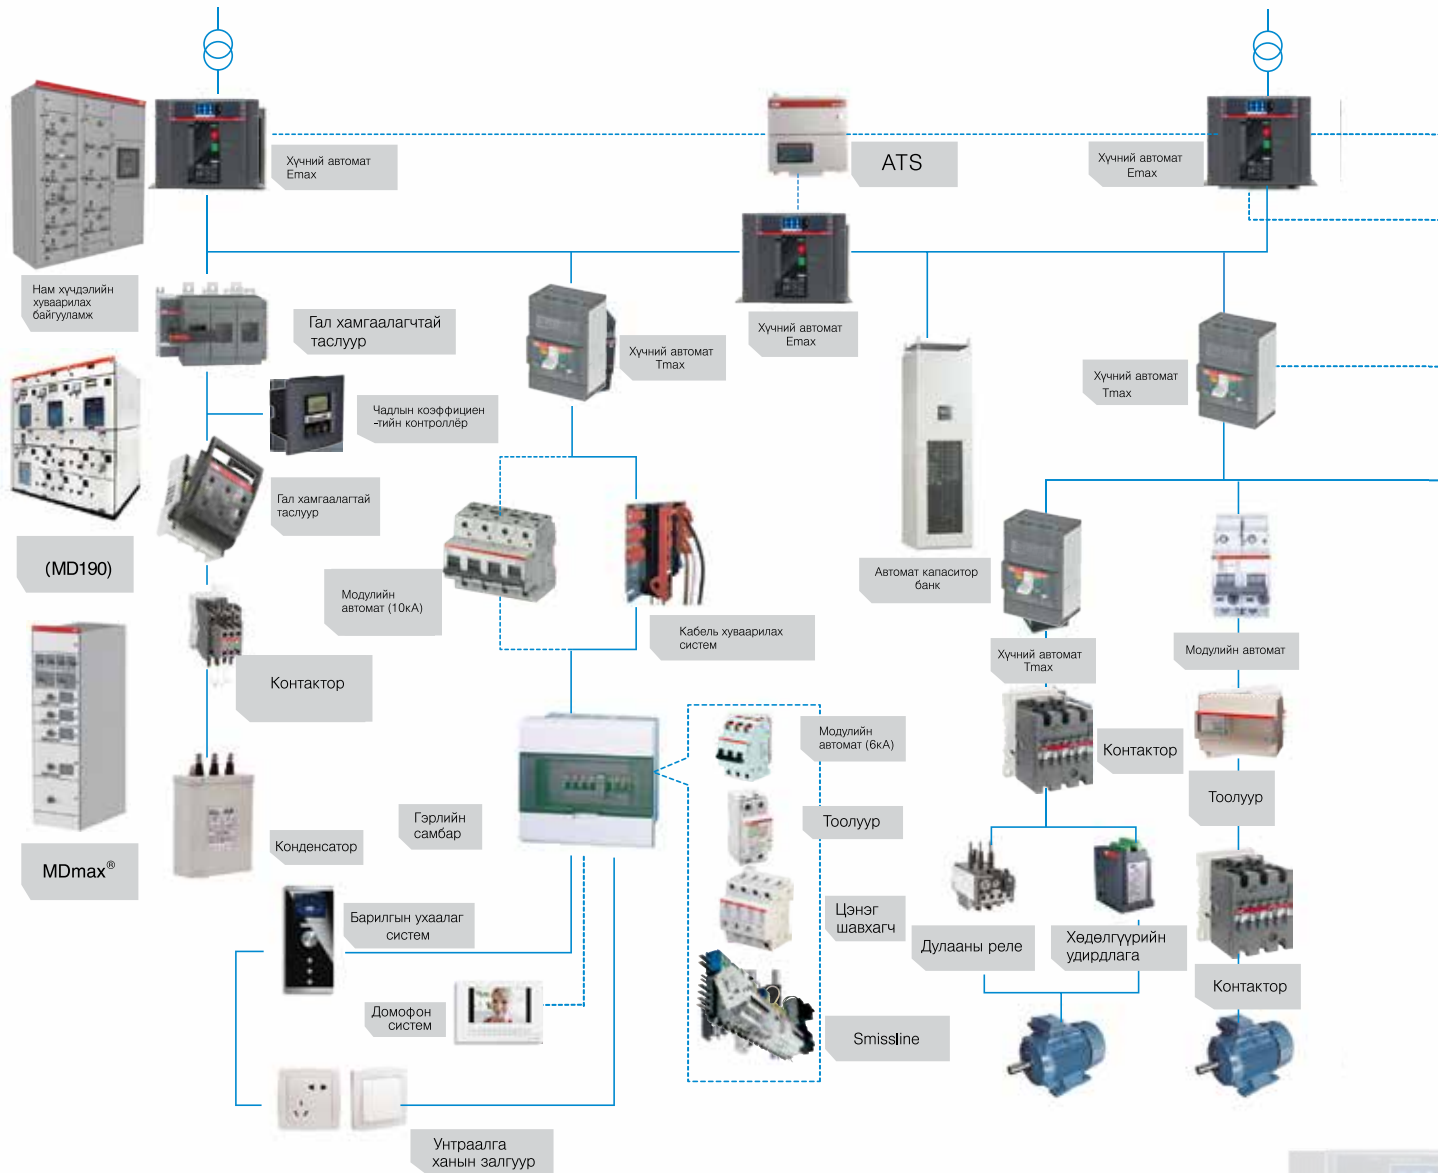 Хүчний автомат
Emax
ATS
Хүчний автомат
Emax
Нам хүчдэлийн
хуваарилах
байгууламж
Гал хамгаалагчтай
таслуур
Хүчний автомат
Tmax
Хүчний автомат
Emax
Хүчний автомат
Tmax
Чадлын коэффициен
-тийн контроллёр
Гал хамгаалагтай
таслуур
(MD190)
Модулийн
автомат (10кА)
Автомат капаситор
банк
Кабель хуваарилах
систем
Хүчний автомат
Tmax
Модулийн автомат
Контактор
Модулийн
автомат (6кА)
Контактор
Тоолуур
Гэрлийн
самбар
Тоолуур
Конденсатор
MDmax®
Барилгын ухаалаг
систем
Цэнэг
шавхагч
Дулааны реле
Хөдөлгүүрийн
удирдлага
Контактор
Домофон
систем
Smissline
Унтраалга
ханын залгуур